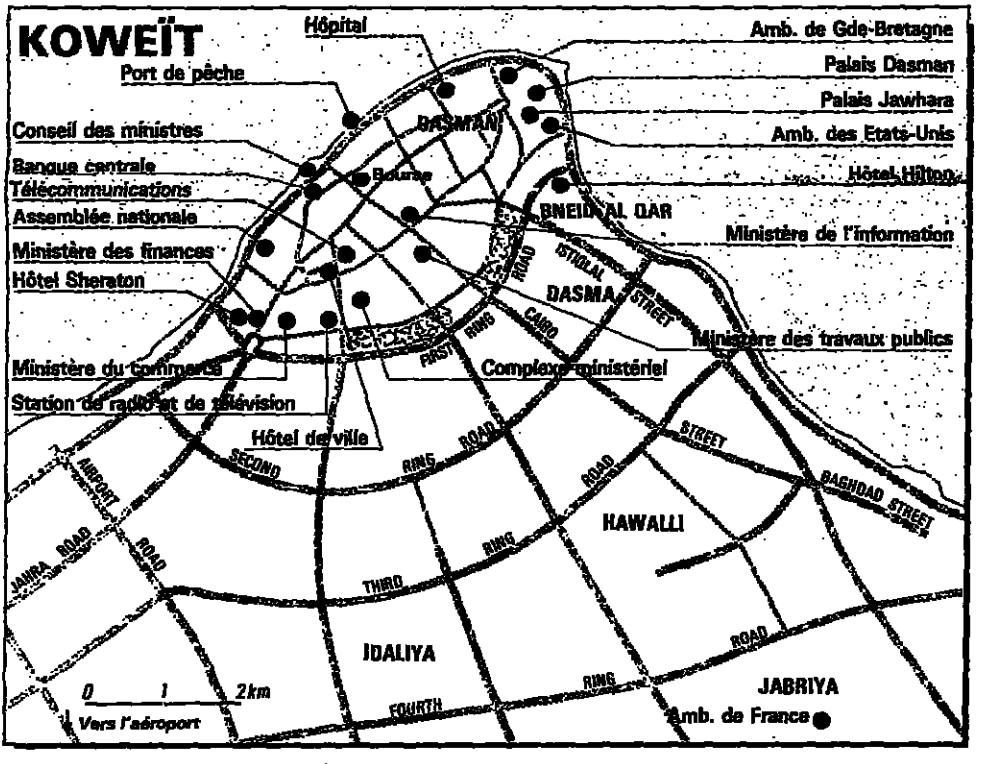 KOWEÏT
Hôpital
Port de pêche
Conseil des ministres
Banque centrale
Télécommunications
Assemblée nationale
Ministère des finances
Hôtel Sheraton
Ministère du commerce
Station de radio et de télévision
Hôtel de ville
Amb. de Gde-Bretagne
Palais Dasman
Palais Jawhara
Amb. des Etats-Unis
Hôtel Hilton
Ministère de l'information
Ministère des travaux publics
Complexe ministériel
DASMAN
Bourse
BNEID AL QAR
DASMA
ISTIQLAL STREET
FIRST RING ROAD
CAIRO STREET
BAGHDAD STREET
SECOND RING ROAD
THIRD RING ROAD
FOURTH RING ROAD
AIRPORT ROAD
JAHRA ROAD
HAWALLI
IDALIYA
JABRIYA
Amb. de France
0 1 2km
Vers l'aéroport